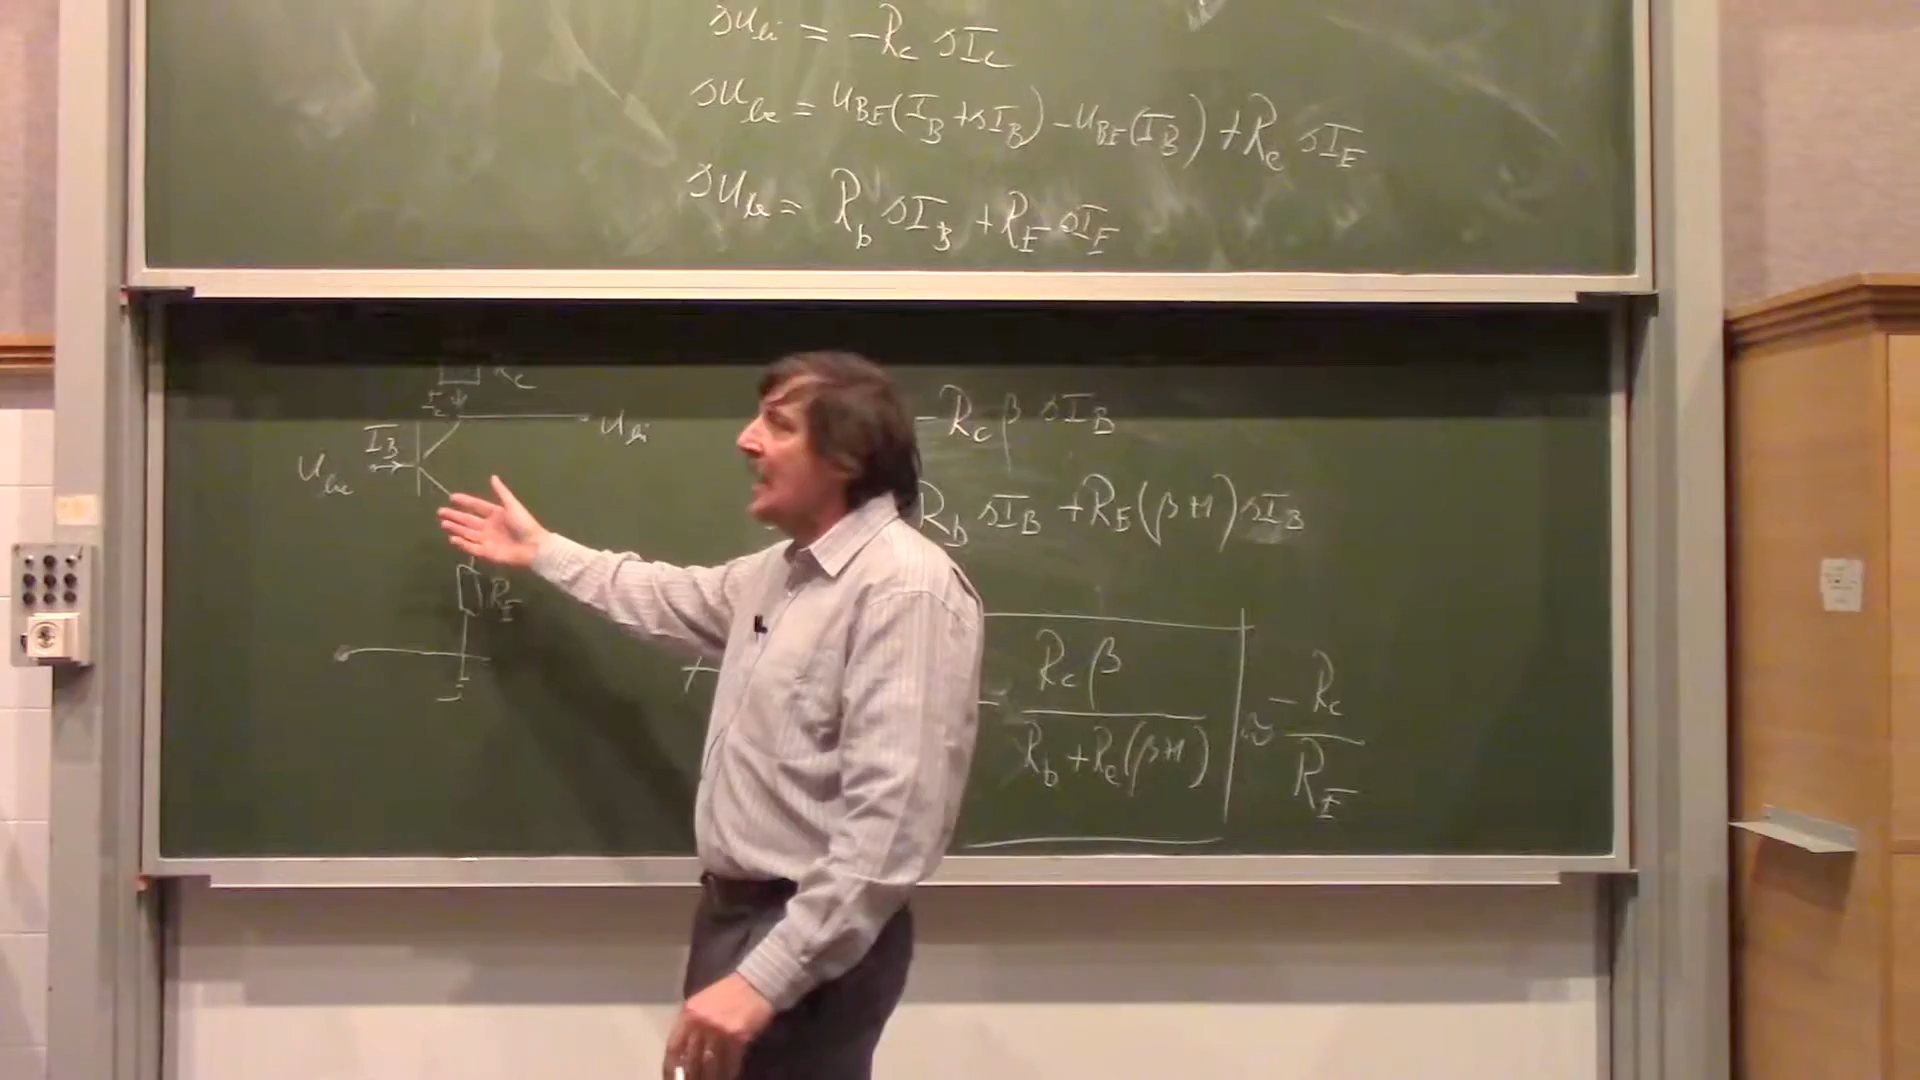 δU_ki = -R_c δI_c
δU_be = U_BE(I_B+δI_B) - U_BE(I_B) + R_e δI_E
δU_be = R_b δI_B + R_E δI_E
R_c
I_c
I_B
U_ki
U_be
R_E
-R_c β δI_B
R_b δI_B + R_E(β+1) δI_B
R_c β
R_b + R_e(β+1)
≈ -R_c
R_E